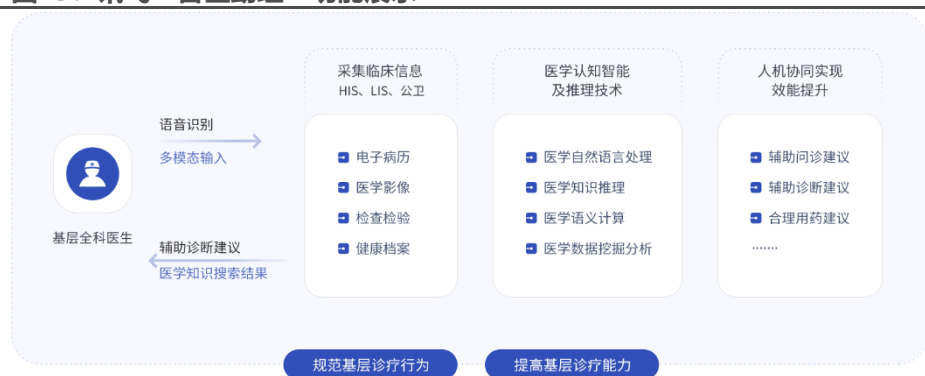 采集临床信息
HIS、LIS、公卫
医学认知智能
及推理技术
人机协同实现
效能提升
语音识别
多模态输入
基层全科医生
辅助诊断建议
医学知识搜索结果
电子病历
医学影像
检查检验
健康档案
医学自然语言处理
医学知识推理
医学语义计算
医学数据挖掘分析
辅助问诊建议
辅助诊断建议
合理用药建议
.......
规范基层诊疗行为
提高基层诊疗能力